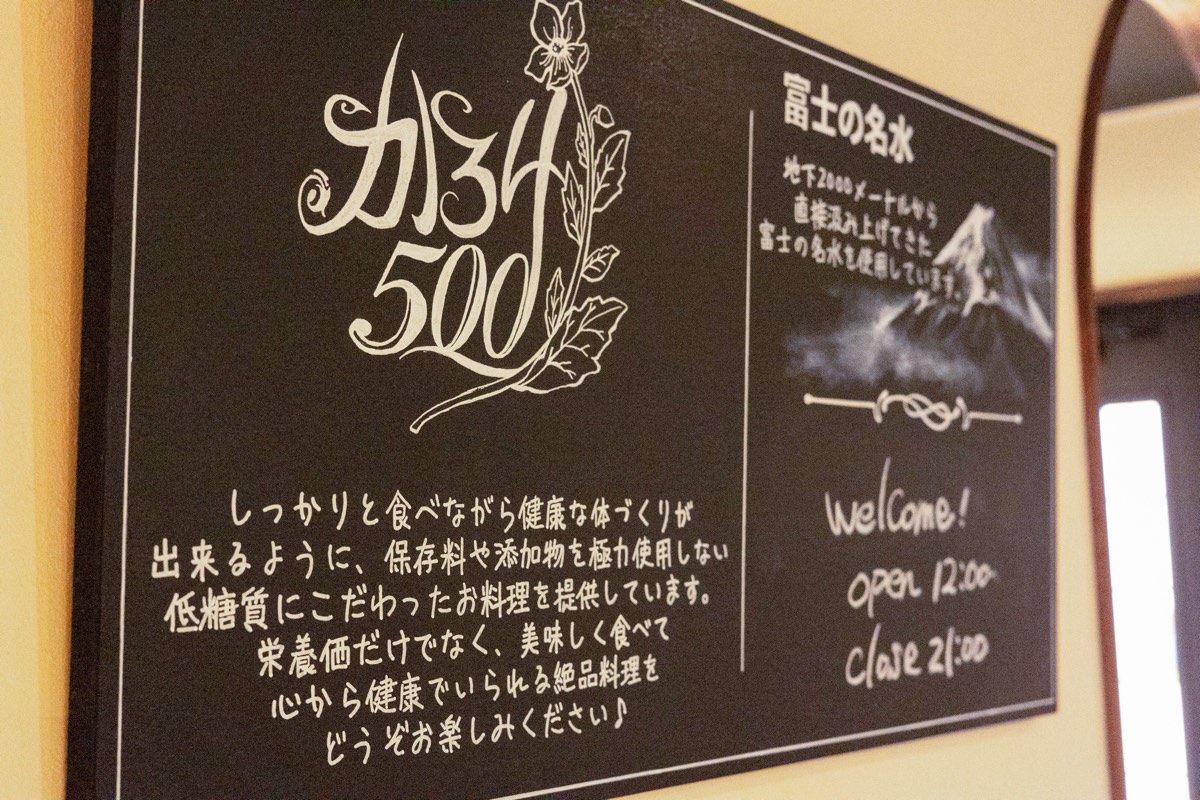 かろり
500
しっかりと食べながら健康な体づくりが
出来るように、保存料や添加物を極力使用しない
低糖質にこだわったお料理を提供しています。
栄養価だけでなく、美味しく食べて
心から健康でいられる絶品料理を
どうぞお楽しみください♪
富士の名水
地下2000メートルから
直接汲み上げてきた
富士の名水を使用しています。
Welcome!
open 12:00
close 21:00